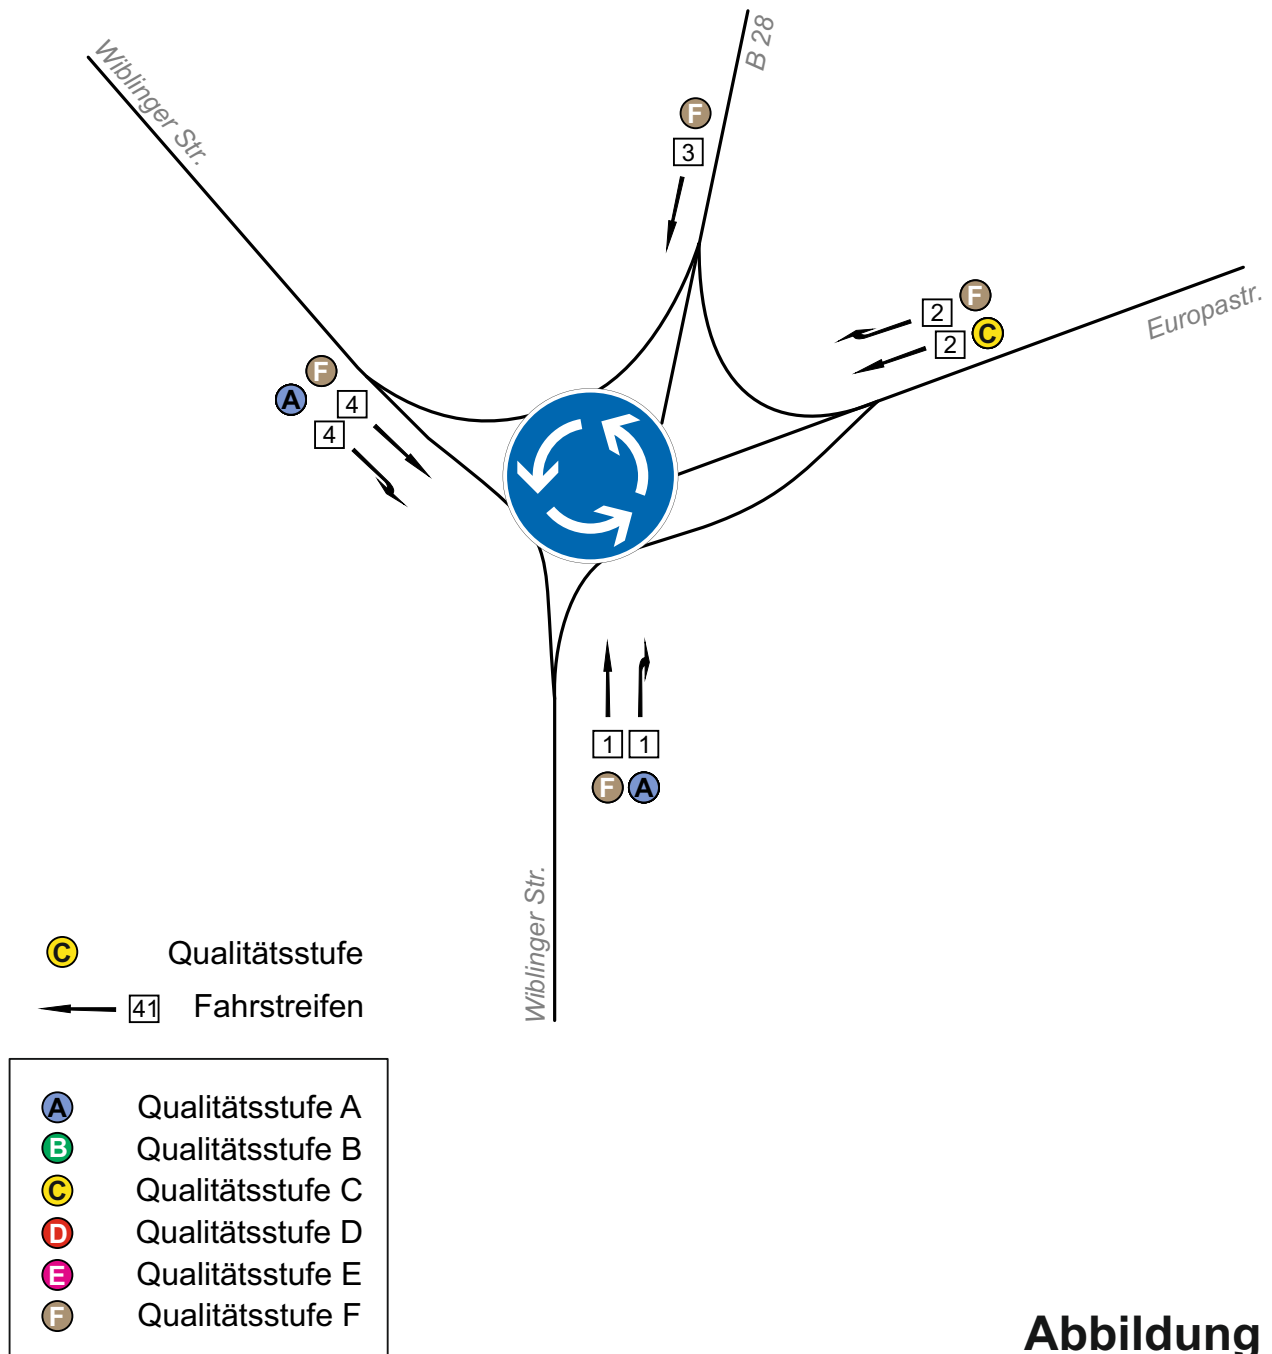 Wiblinger Str.
B 28
F
3
F
2
C
2
Europastr.
F
A
4
4
1 1
F A
Wiblinger Str.
C Qualitätsstufe
41 Fahrstreifen
A Qualitätsstufe A
B Qualitätsstufe B
C Qualitätsstufe C
D Qualitätsstufe D
E Qualitätsstufe E
F Qualitätsstufe F
Abbildung